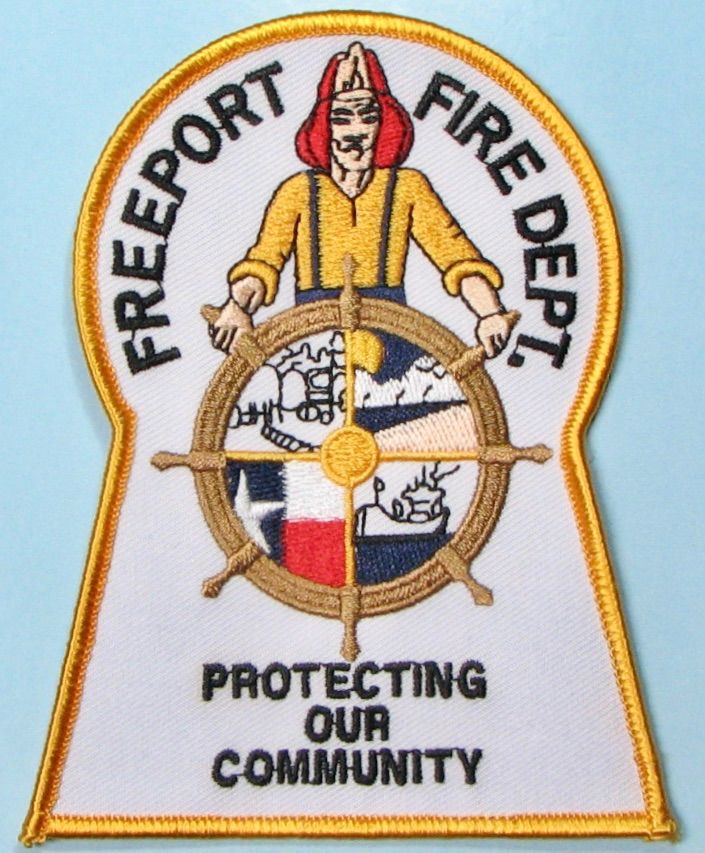 FREEPORT FIRE DEPT.
PROTECTING
OUR
COMMUNITY